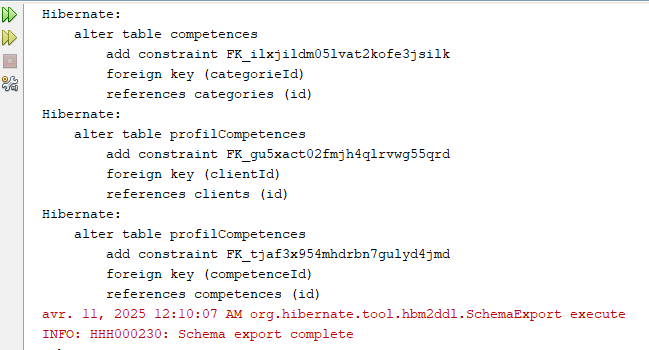 Hibernate:
    alter table competences
        add constraint FK_ilxjildm05lvat2kofe3jsilk
        foreign key (categorieId)
        references categories (id)
Hibernate:
    alter table profilCompetences
        add constraint FK_gu5xact02fmjh4qlrvwg55qrd
        foreign key (clientId)
        references clients (id)
Hibernate:
    alter table profilCompetences
        add constraint FK_tjaf3x954mhdrbn7gulyd4jmd
        foreign key (competenceId)
        references competences (id)
avr. 11, 2025 12:10:07 AM org.hibernate.tool.hbm2ddl.SchemaExport execute
INFO: HHH000230: Schema export complete